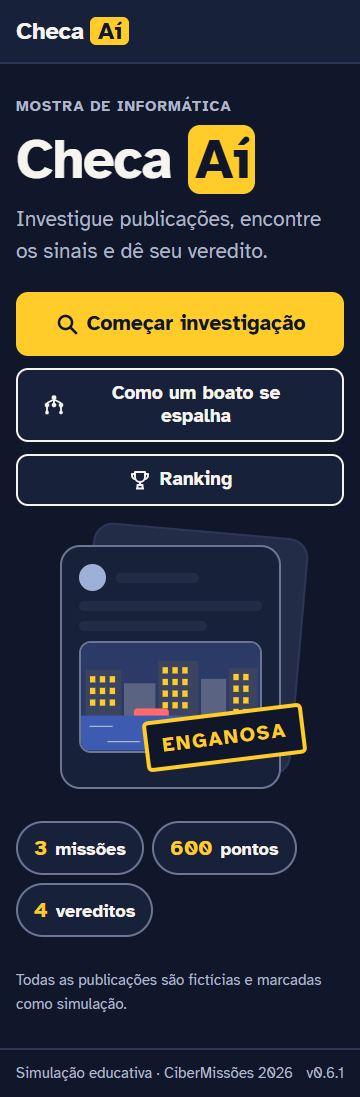 Checa Aí
MOSTRA DE INFORMÁTICA
Checa Aí
Investigue publicações, encontre
os sinais e dê seu veredito.
Começar investigação
Como um boato se
espalha
Ranking
ENGANOSA
3 missões
600 pontos
4 vereditos
Todas as publicações são fictícias e marcadas
como simulação.
Simulação educativa · CiberMissões 2026 v0.6.1